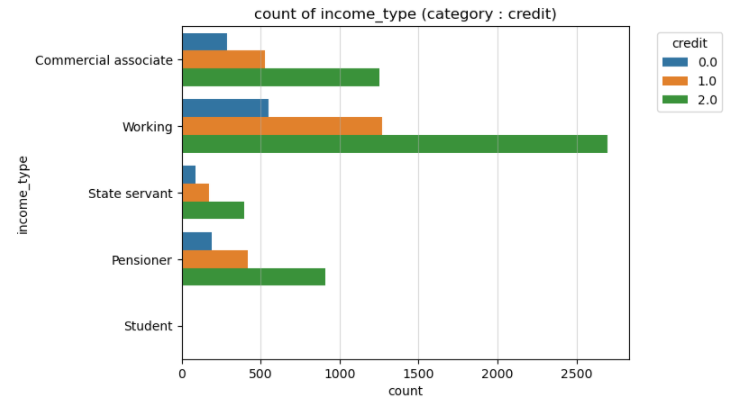 count of income_type (category : credit)
credit
0.0
1.0
2.0
income_type
Commercial associate
Working
State servant
Pensioner
Student
0 500 1000 1500 2000 2500
count